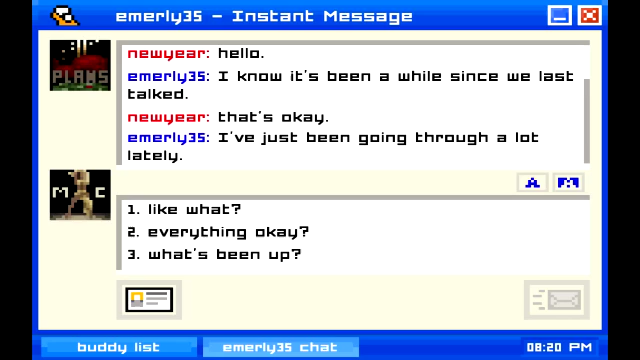 emerly35 - Instant Message
newyear: hello.
emerly35: I know it's been a while since we last
talked.
newyear: that's okay.
emerly35: I've just been going through a lot
lately.
PLANS
M C
A
1. like what?
2. everything okay?
3. what's been up?
buddy list
emerly35 chat
08:20 PM